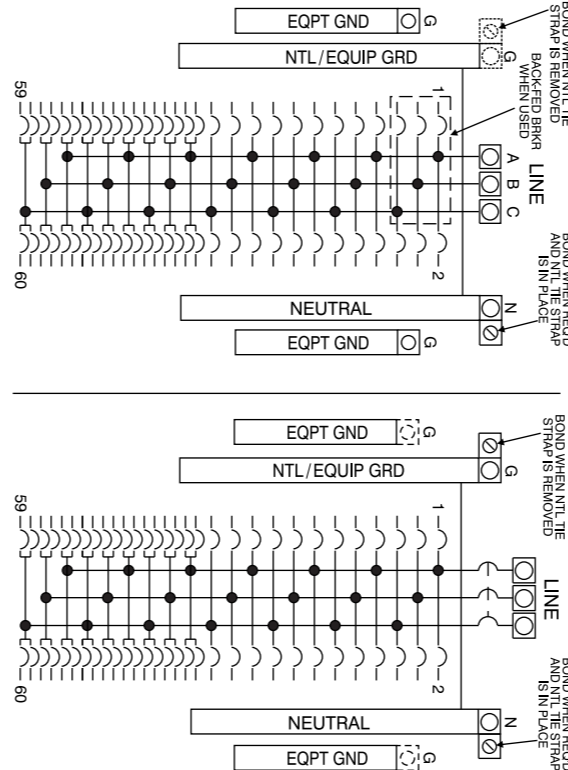 EQPT GND
G
BOND WHEN NTL TIE
STRAP IS REMOVED
NTL/EQUIP GRD
G
BACK-FED BRKR
WHEN USED
59
1
A
B
C
LINE
60
2
BOND WHEN REQ'D
AND NTL TIE STRAP
IS IN PLACE
NEUTRAL
N
EQPT GND
G
EQPT GND
G
BOND WHEN NTL TIE
STRAP IS REMOVED
NTL/EQUIP GRD
G
59
1
LINE
60
2
BOND WHEN REQ'D
AND NTL TIE STRAP
IS IN PLACE
NEUTRAL
N
EQPT GND
G